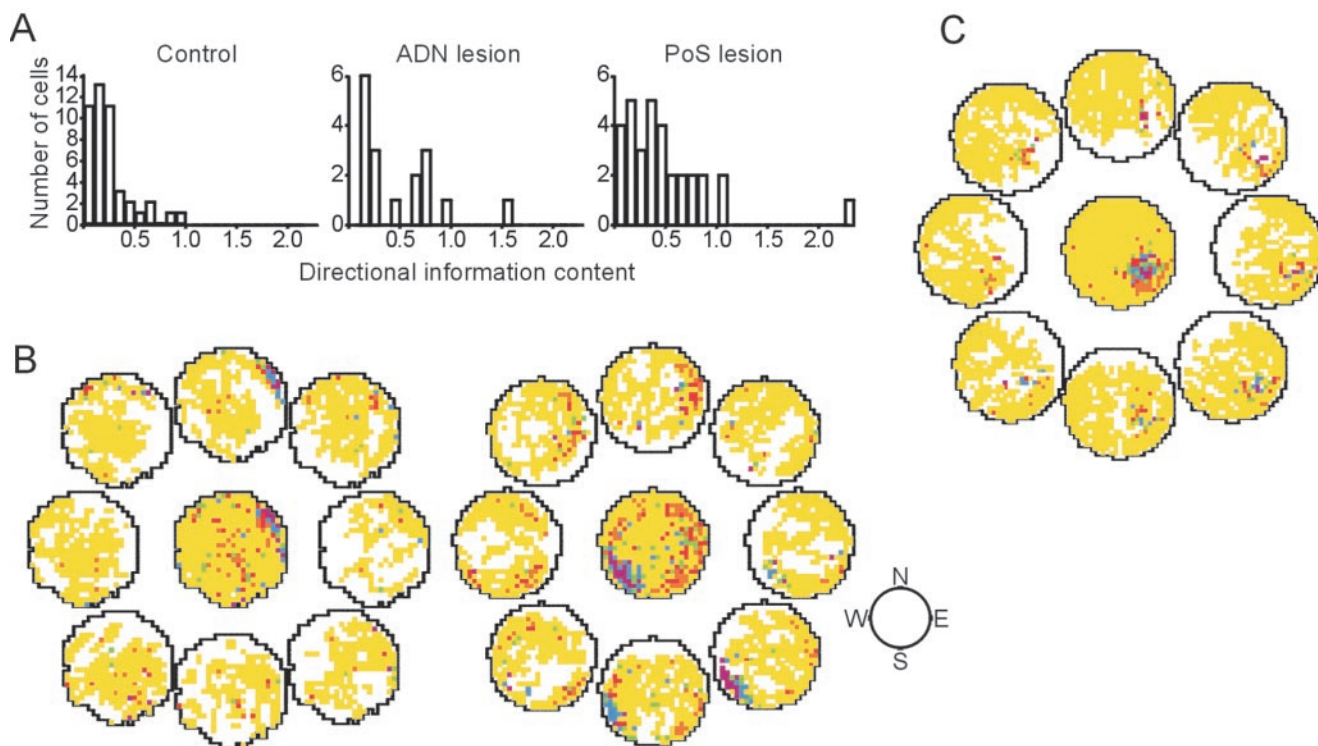 A
Control
ADN lesion
PoS lesion
C
Number of cells
14
12
10
8
6
4
2
0
0.5 1.0 1.5 2.0
6
4
2
0
0.5 1.0 1.5 2.0
6
4
2
0
0.5 1.0 1.5 2.0
Directional information content
B
N
W E
S